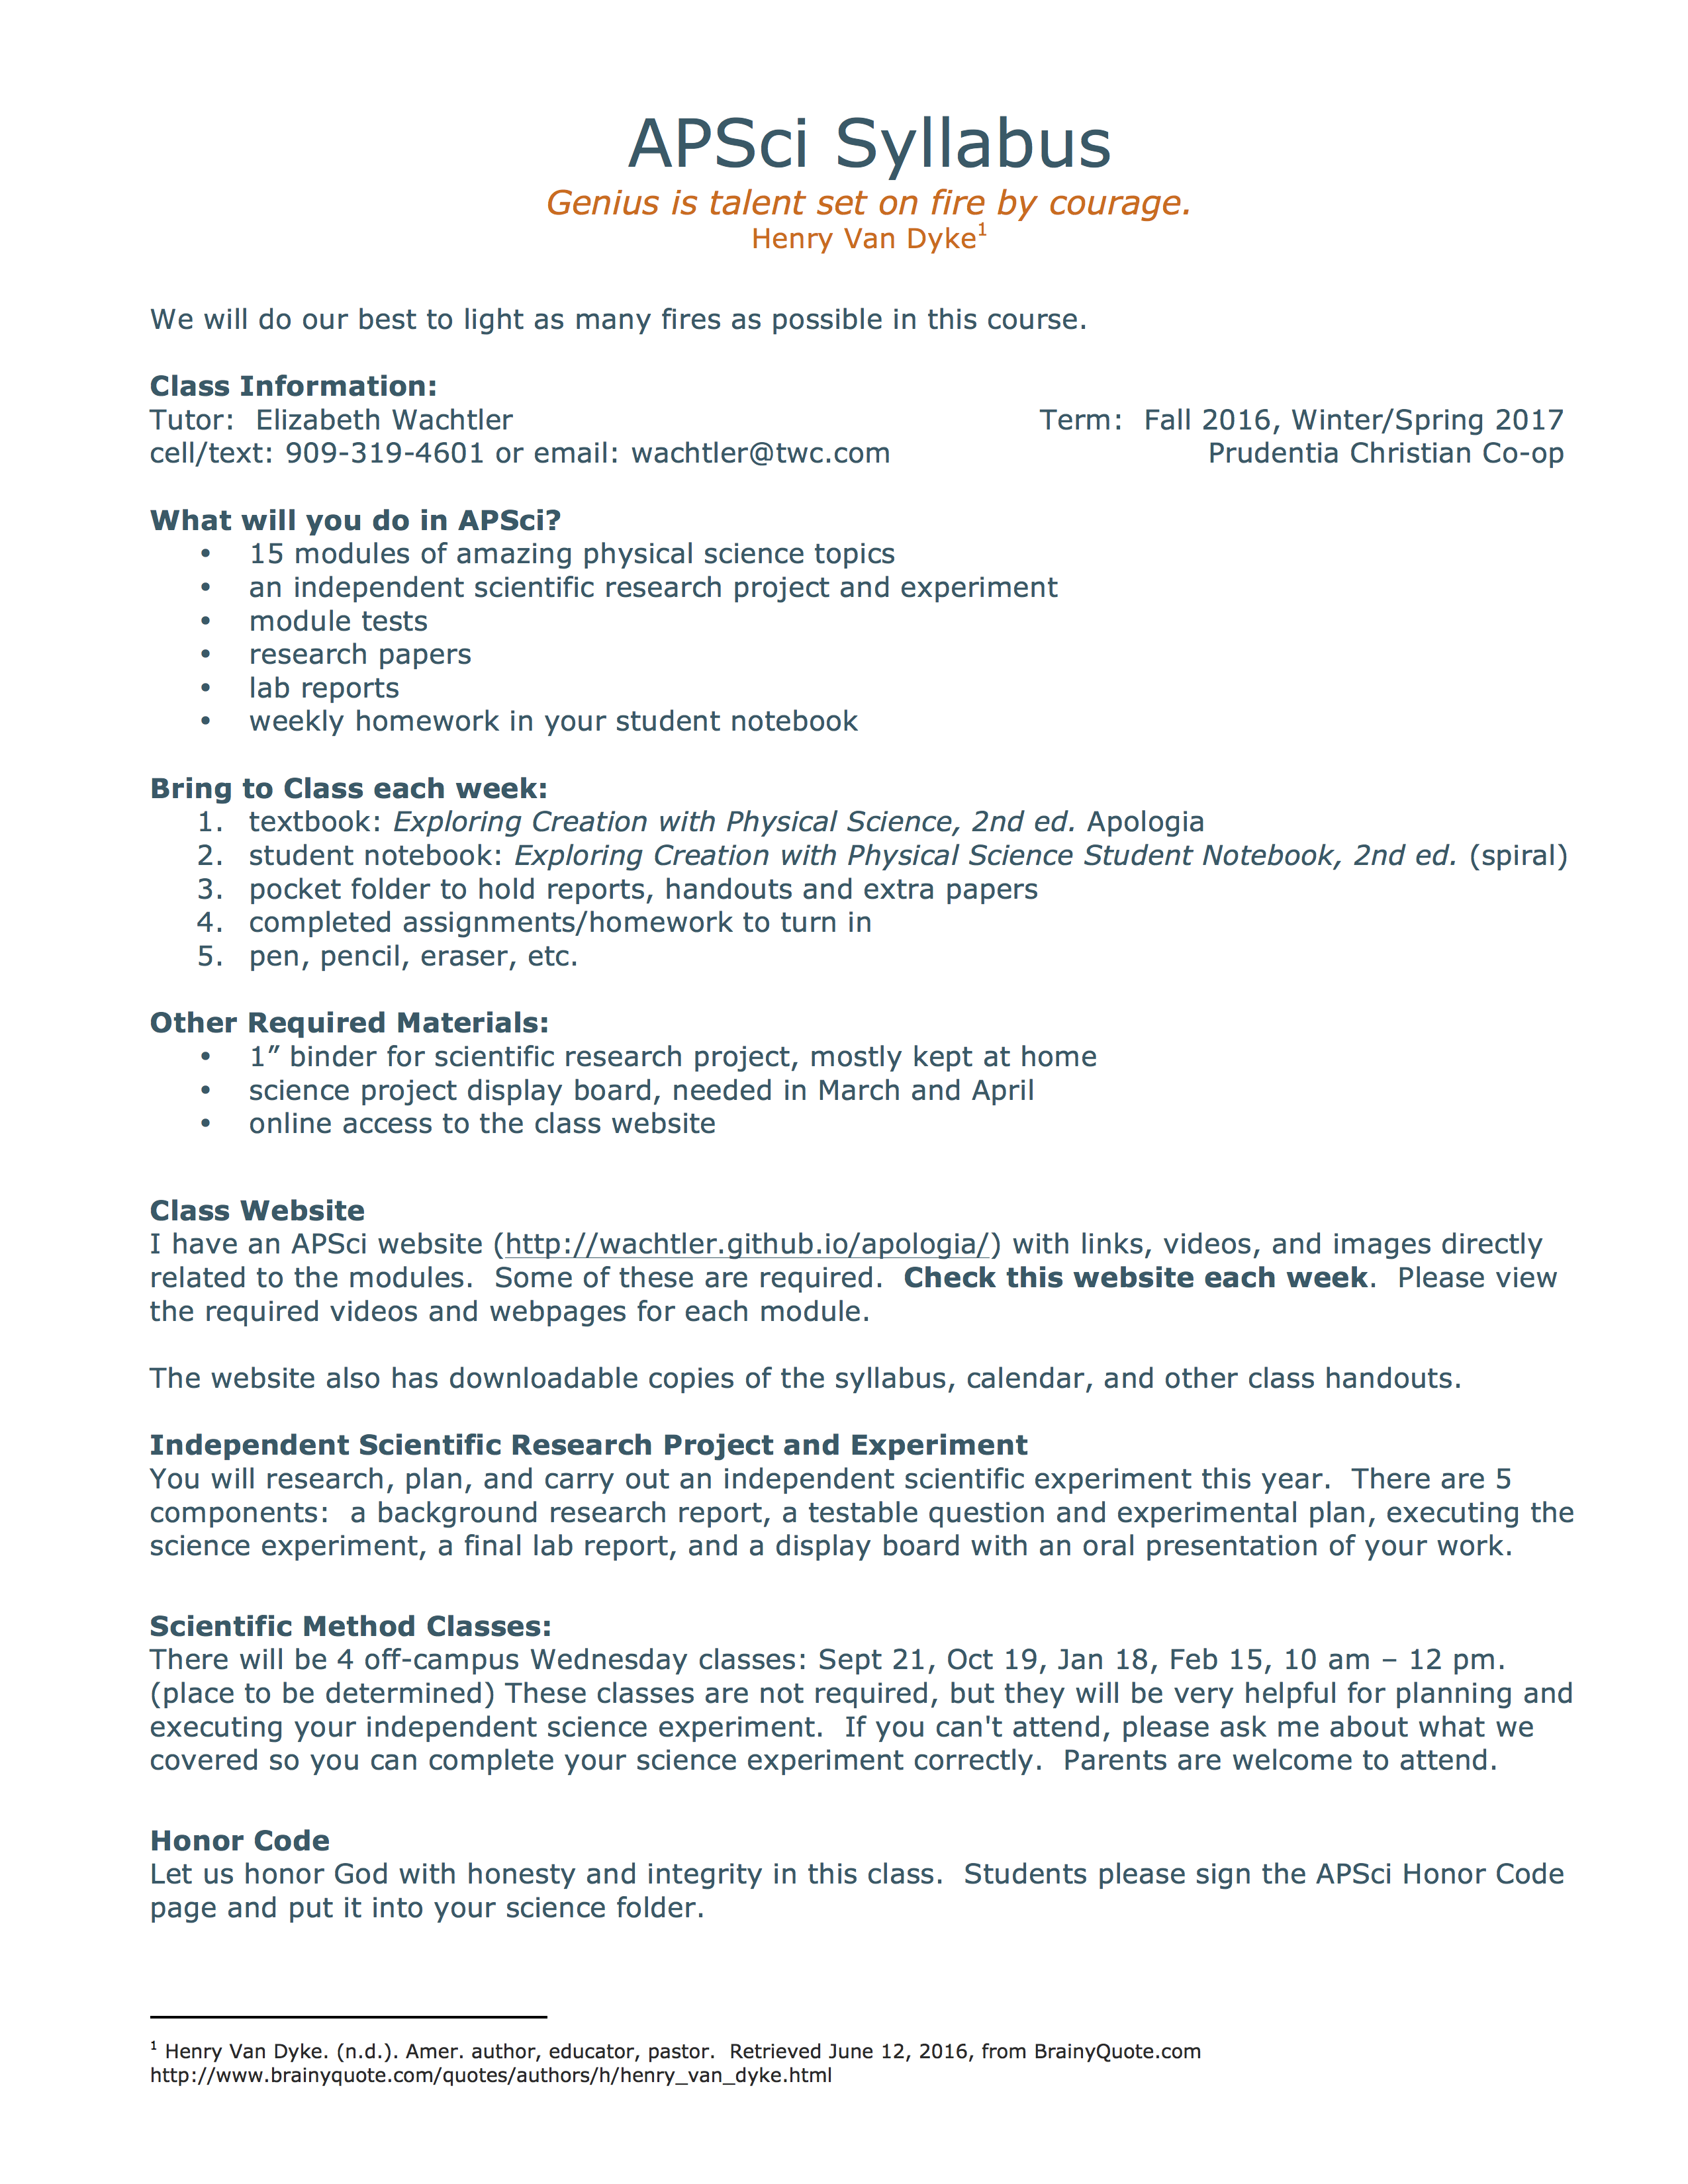 APSci Syllabus
Genius is talent set on fire by courage.
Henry Van Dyke¹
We will do our best to light as many fires as possible in this course.
Class Information:
Tutor:  Elizabeth Wachtler Term:  Fall 2016, Winter/Spring 2017
cell/text: 909-319-4601 or email: wachtler@twc.com Prudentia Christian Co-op
What will you do in APSci?
• 15 modules of amazing physical science topics
• an independent scientific research project and experiment
• module tests
• research papers
• lab reports
• weekly homework in your student notebook
Bring to Class each week:
1. textbook: Exploring Creation with Physical Science, 2nd ed. Apologia
2. student notebook: Exploring Creation with Physical Science Student Notebook, 2nd ed. (spiral)
3. pocket folder to hold reports, handouts and extra papers
4. completed assignments/homework to turn in
5. pen, pencil, eraser, etc.
Other Required Materials:
• 1” binder for scientific research project, mostly kept at home
• science project display board, needed in March and April
• online access to the class website
Class Website
I have an APSci website (http://wachtler.github.io/apologia/) with links, videos, and images directly
related to the modules.  Some of these are required.  Check this website each week.  Please view
the required videos and webpages for each module.
The website also has downloadable copies of the syllabus, calendar, and other class handouts.
Independent Scientific Research Project and Experiment
You will research, plan, and carry out an independent scientific experiment this year.  There are 5
components:  a background research report, a testable question and experimental plan, executing the
science experiment, a final lab report, and a display board with an oral presentation of your work.
Scientific Method Classes:
There will be 4 off-campus Wednesday classes: Sept 21, Oct 19, Jan 18, Feb 15, 10 am – 12 pm.
(place to be determined) These classes are not required, but they will be very helpful for planning and
executing your independent science experiment.  If you can't attend, please ask me about what we
covered so you can complete your science experiment correctly.  Parents are welcome to attend.
Honor Code
Let us honor God with honesty and integrity in this class.  Students please sign the APSci Honor Code
page and put it into your science folder.
¹ Henry Van Dyke. (n.d.). Amer. author, educator, pastor.  Retrieved June 12, 2016, from BrainyQuote.com
http://www.brainyquote.com/quotes/authors/h/henry_van_dyke.html